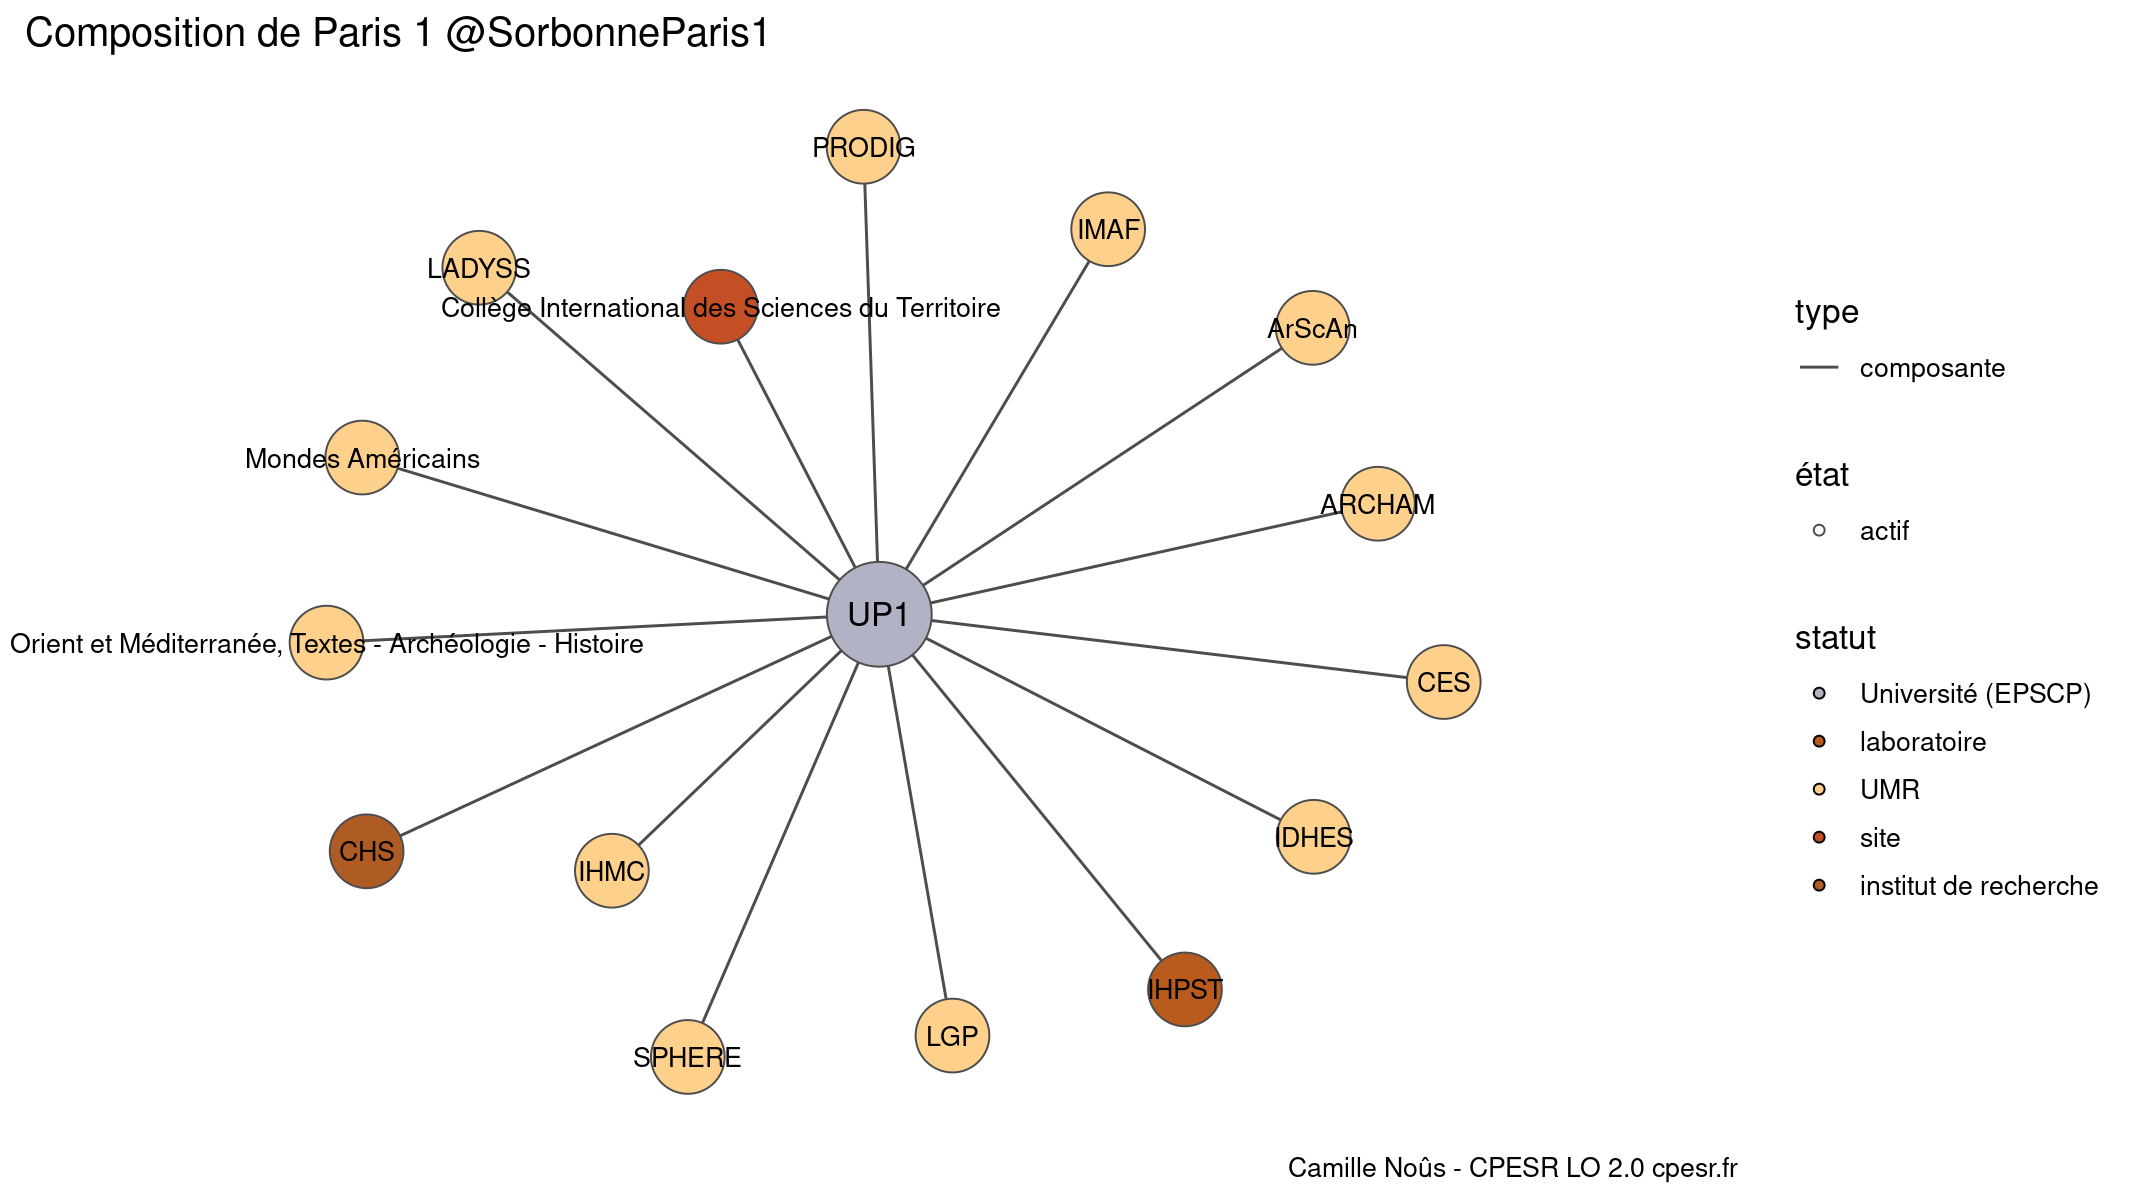 Composition de Paris 1 @SorbonneParis1
PRODIG
IMAF
LADYSS
Collège International des Sciences du Territoire
ArScAn
Mondes Américains
ARCHAM
UP1
Orient et Méditerranée, Textes - Archéologie - Histoire
CES
IDHES
CHS
IHMC
IHPST
LGP
SPHERE
type
composante
état
actif
statut
Université (EPSCP)
laboratoire
UMR
site
institut de recherche
Camille Noûs - CPESR LO 2.0 cpesr.fr